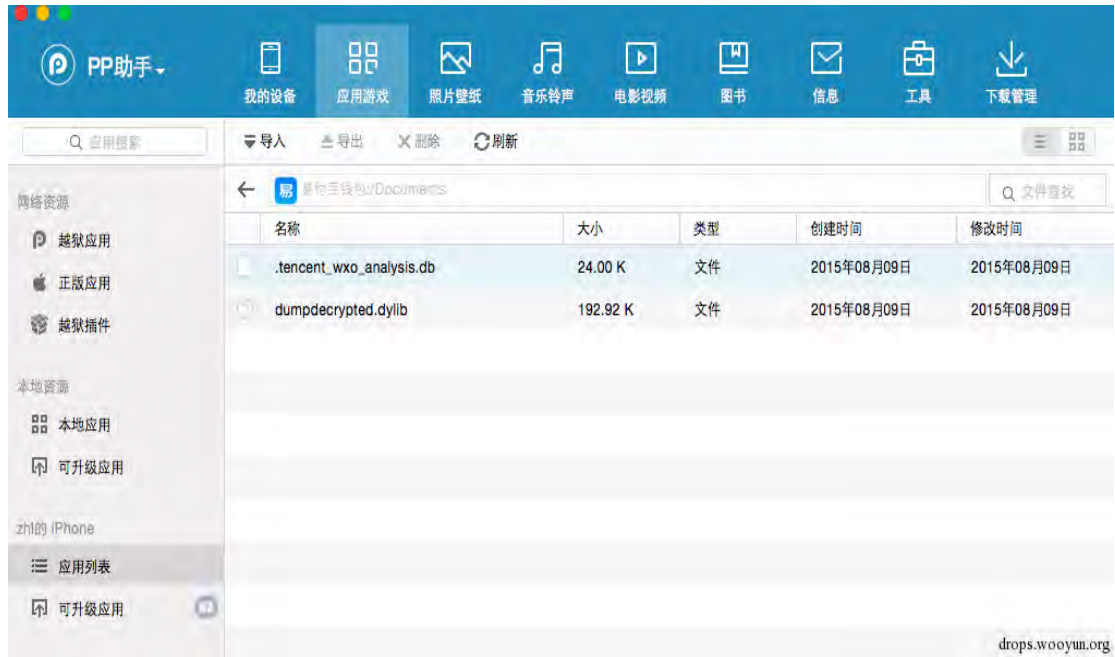 PP助手
我的设备 应用游戏 照片壁纸 音乐铃声 电影视频 图书 信息 工具 下载管理
应用搜索 导入 导出 删除 刷新
网络资源
易 易付宝钱包/Documents 文件查找
名称 大小 类型 创建时间 修改时间
越狱应用
.tencent_wxo_analysis.db 24.00 K 文件 2015年08月09日 2015年08月09日
正版应用
dumpdecrypted.dylib 192.92 K 文件 2015年08月09日 2015年08月09日
越狱插件
本地资源
本地应用
可升级应用
zhl的 iPhone
应用列表
可升级应用
drops.wooyun.org